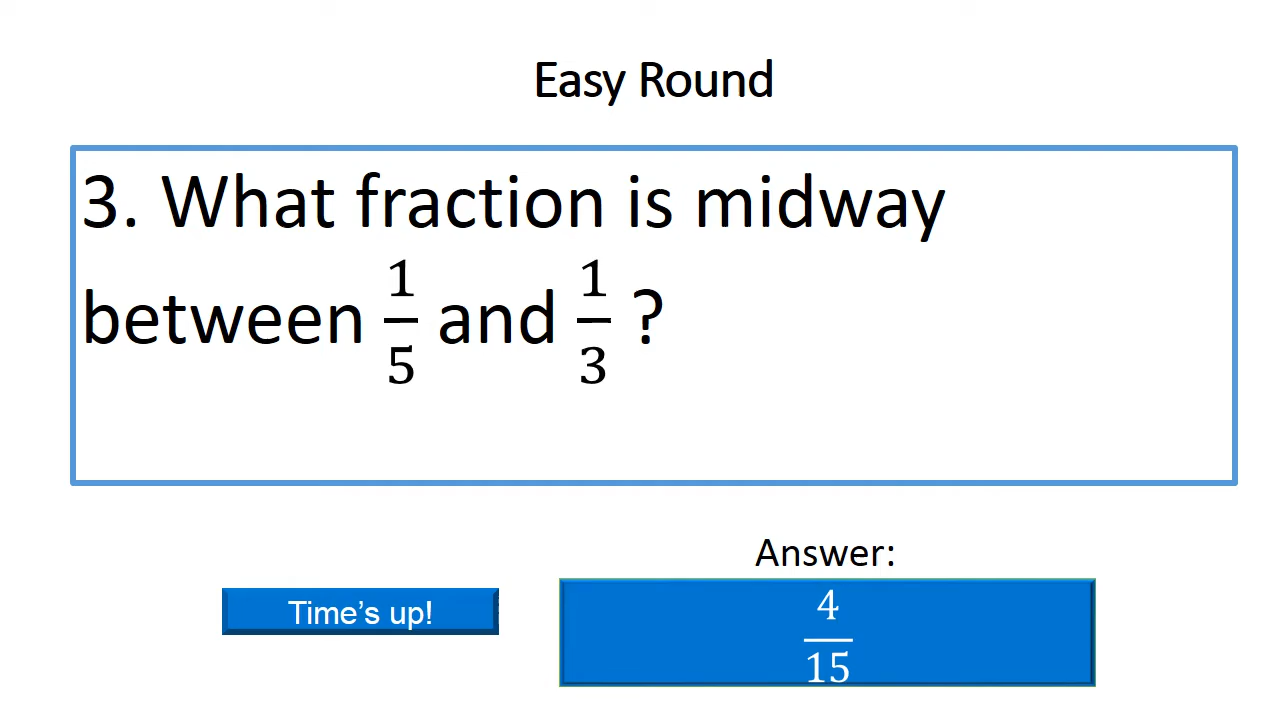 Easy Round
3. What fraction is midway
between 1/5 and 1/3 ?
Answer:
Time's up!
4/15